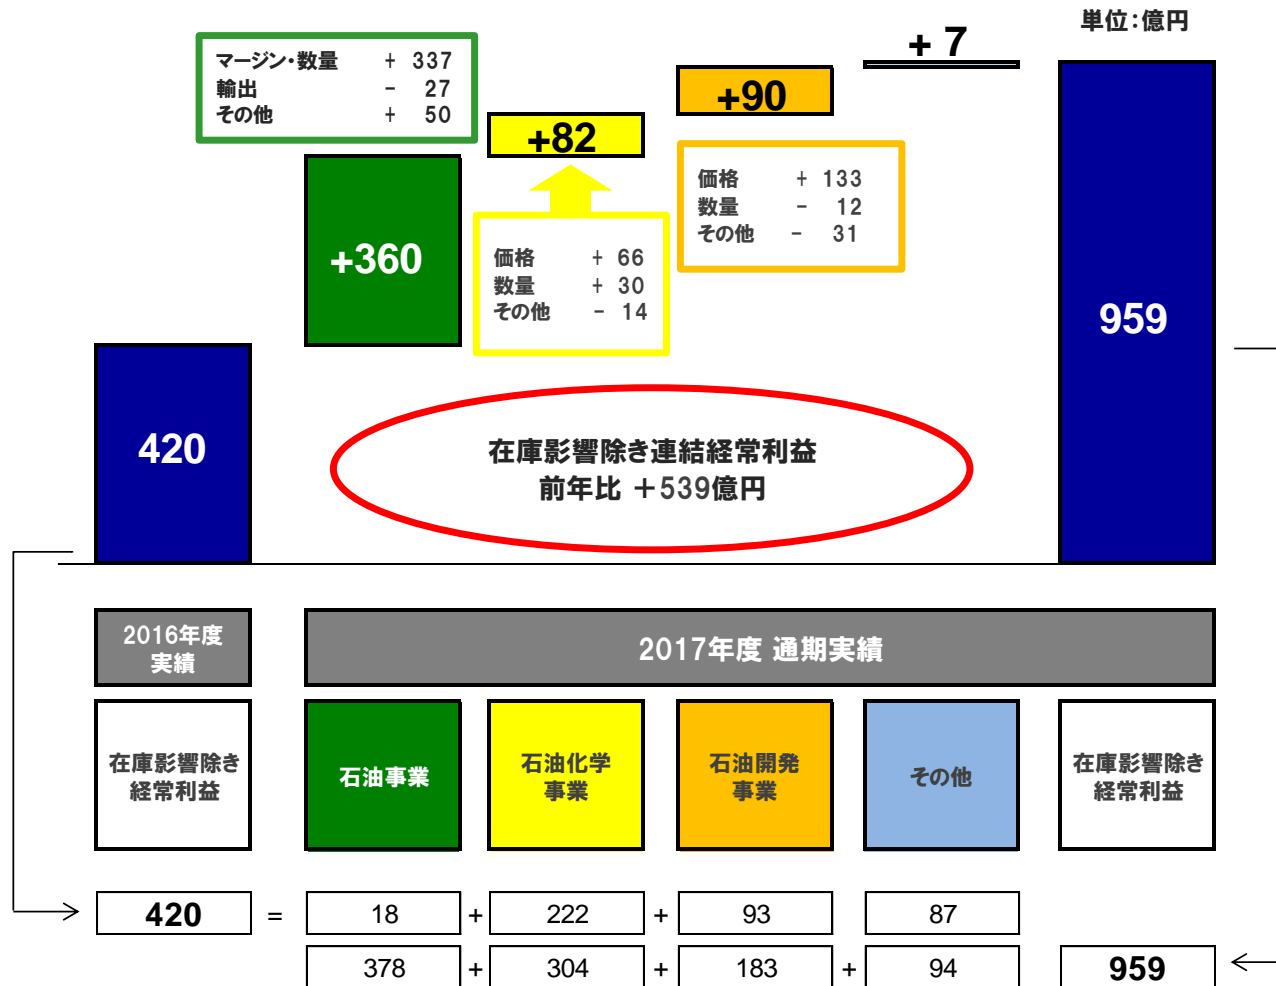 単位：億円
+ 7
マージン・数量 + 337
輸出 - 27
その他 + 50
+90
+82
価格 + 133
数量 - 12
その他 - 31
+360
価格 + 66
数量 + 30
その他 - 14
959
420
在庫影響除き連結経常利益
前年比 ＋539億円
2016年度
実績
2017年度 通期実績
在庫影響除き
経常利益
石油事業
石油化学
事業
石油開発
事業
その他
在庫影響除き
経常利益
420 = 18 + 222 + 93 87
378 + 304 + 183 + 94 959